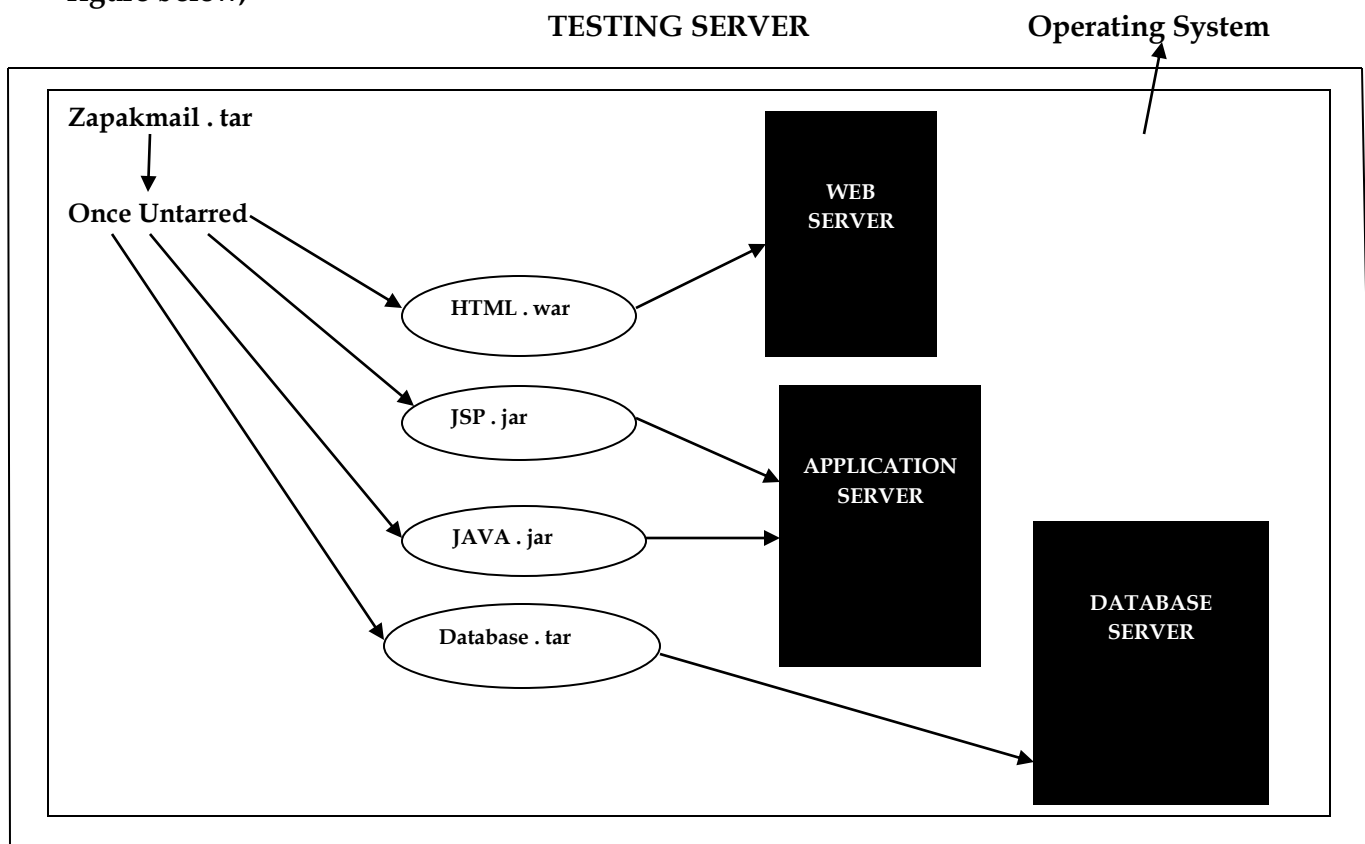 TESTING SERVER
Operating System
Zapakmail . tar
Once Untarred
WEB
SERVER
HTML . war
JSP . jar
APPLICATION
SERVER
JAVA . jar
DATABASE
SERVER
Database . tar